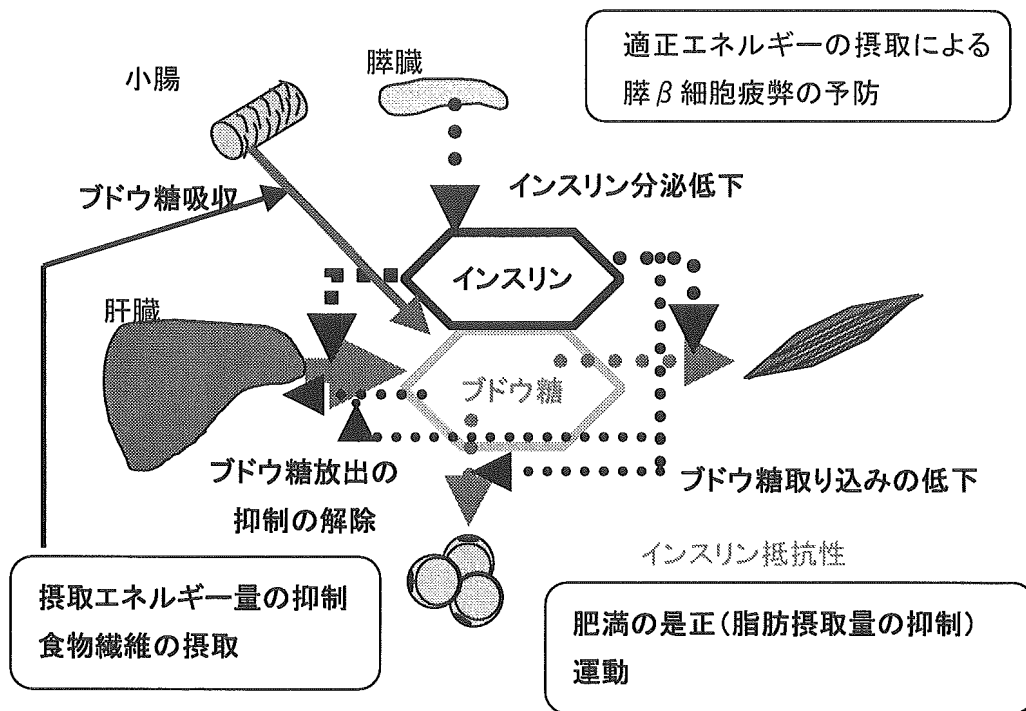 適正エネルギーの摂取による
膵β細胞疲弊の予防
小腸
膵臓
ブドウ糖吸収
インスリン分泌低下
インスリン
肝臓
ブドウ糖
ブドウ糖放出の
抑制の解除
ブドウ糖取り込みの低下
インスリン抵抗性
摂取エネルギー量の抑制
食物繊維の摂取
肥満の是正(脂肪摂取量の抑制)
運動